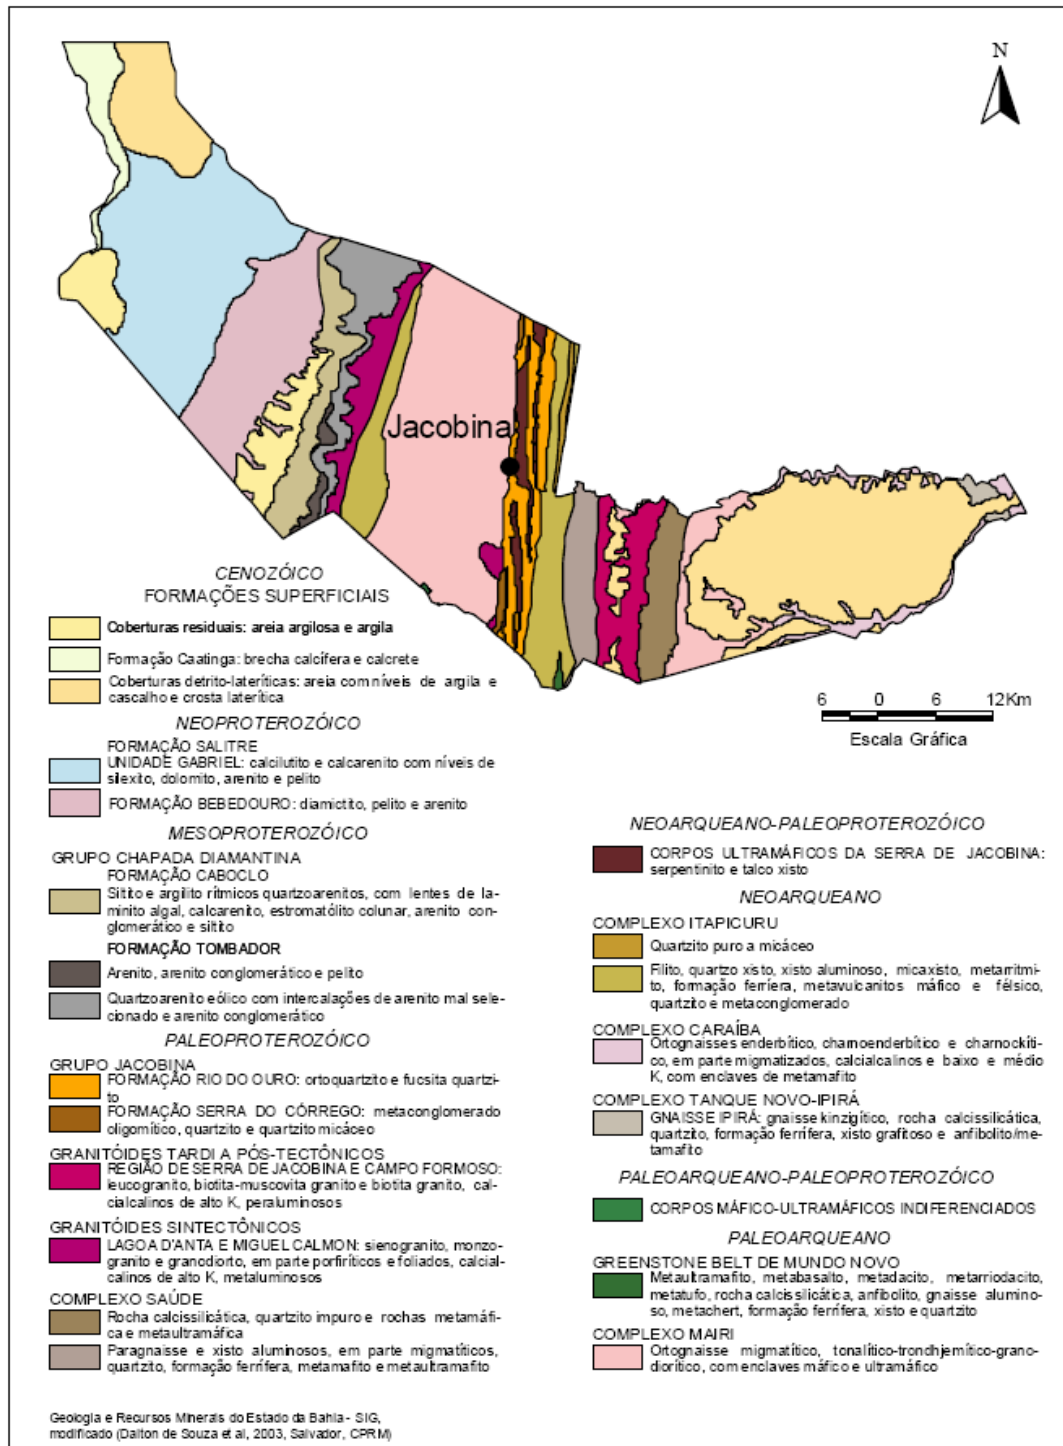 N
Jacobina
6 0 6 12Km
Escala Gráfica
CENOZÓICO
FORMAÇÕES SUPERFICIAIS
Coberturas residuais: areia argilosa e argila
Formação Caatinga: brecha calcífera e calcrete
Coberturas detrito-lateríticas: areia com níveis de argila e
cascalho e crosta laterítica
NEOPROTEROZÓICO
FORMAÇÃO SALITRE
UNIDADE GABRIEL: calcilutito e calcarenito com níveis de
silexito, dolomito, arenito e pelito
FORMAÇÃO BEBEDOURO: diamictito, pelito e arenito
MESOPROTEROZÓICO
GRUPO CHAPADA DIAMANTINA
FORMAÇÃO CABOCLO
Siltito e argilito rítmicos quartzoarenitos, com lentes de la-
minito algal, calcarenito, estromatólito colunar, arenito con-
glomerático e siltito
FORMAÇÃO TOMBADOR
Arenito, arenito conglomerático e pelito
Quartzoarenito eólico com intercalações de arenito mal sele-
cionado e arenito conglomerático
PALEOPROTEROZÓICO
GRUPO JACOBINA
FORMAÇÃO RIO DO OURO: ortoquartzito e fucsita quartzi-
to
FORMAÇÃO SERRA DO CÓRREGO: metaconglomerado
oligomítico, quartzito e quartzito micáceo
GRANITÓIDES TARDI A PÓS-TECTÔNICOS
REGIÃO DE SERRA DE JACOBINA E CAMPO FORMOSO:
leucogranito, biotita-muscovita granito e biotita granito, cal-
cialcalinos de alto K, peraluminosos
GRANITÓIDES SINTECTÔNICOS
LAGOA D'ANTA E MIGUEL CALMON: sienogranito, monzo-
granito e granodiorto, em parte porfiríticos e foliados, calcial-
calinos de alto K, metaluminosos
COMPLEXO SAÚDE
Rocha calcissilicática, quartzito impuro e rochas metamáfi-
ca e metaultramáfica
Paragnaisse e xisto aluminosos, em parte migmatíticos,
quartzito, formação ferrífera, metamafito e metaultramafito
NEOARQUEANO-PALEOPROTEROZÓICO
CORPOS ULTRAMÁFICOS DA SERRA DE JACOBINA:
serpentinito e talco xisto
NEOARQUEANO
COMPLEXO ITAPICURU
Quartzito puro a micáceo
Filito, quartzo xisto, xisto aluminoso, micaxisto, metarritmi-
to, formação ferríera, metavulcanitos máfico e félsico,
quartzito e metaconglomerado
COMPLEXO CARAÍBA
Ortognaisses enderbítico, charnoenderbítico e charnockíti-
co, em parte migmatizados, calcialcalinos e baixo e médio
K, com enclaves de metamafito
COMPLEXO TANQUE NOVO-IPIRÁ
GNAISSE IPIRÁ: gnaisse kinzigítico, rocha calcissilicática,
quartzito, formação ferrífera, xisto grafitoso e anfibolito/me-
tamafito
PALEOARQUEANO-PALEOPROTEROZÓICO
CORPOS MÁFICO-ULTRAMÁFICOS INDIFERENCIADOS
PALEOARQUEANO
GREENSTONE BELT DE MUNDO NOVO
Metaultramafito, metabasalto, metadacito, metarriodacito,
metatufo, rocha calcissilicática, anfibolito, gnaisse alumino-
so, metachert, formação ferrífera, xisto e quartzito
COMPLEXO MAIRI
Ortognaisse migmatítico, tonalítico-trondhjemítico-grano-
diorítico, com enclaves máfico e ultramáfico
Geologia e Recursos Minerais do Estado da Bahia - SIG,
modificado (Dalton de Souza et al, 2003, Salvador, CPRM)